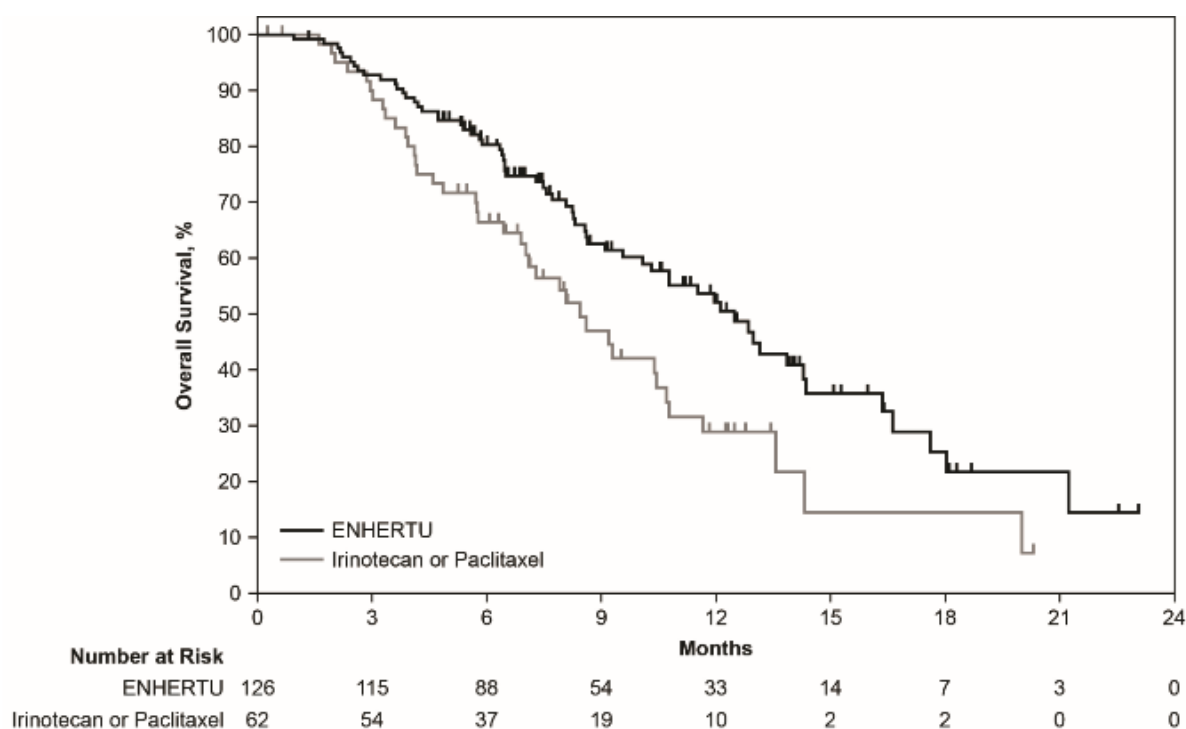 100
90
80
70
60
50
40
30
20
10
0
Overall Survival, %
ENHERTU
Irinotecan or Paclitaxel
0 3 6 9 12 15 18 21 24
Months
Number at Risk
ENHERTU 126 115 88 54 33 14 7 3 0
Irinotecan or Paclitaxel 62 54 37 19 10 2 2 0 0